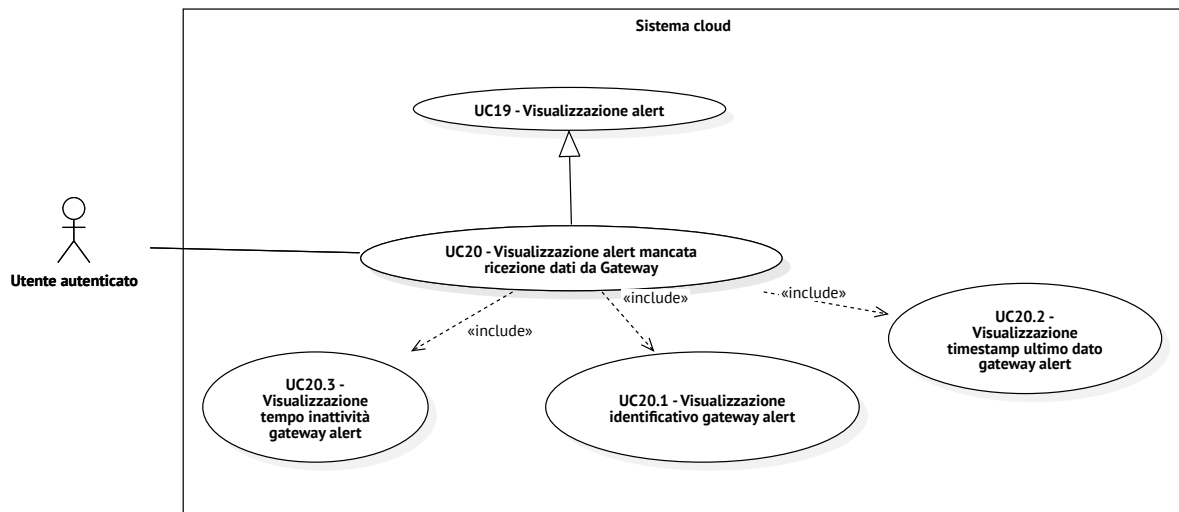 Sistema cloud
UC19 - Visualizzazione alert
UC20 - Visualizzazione alert mancata
ricezione dati da Gateway
Utente autenticato
«include»
«include»
«include»
UC20.2 -
Visualizzazione
timestamp ultimo dato
gateway alert
UC20.3 -
Visualizzazione
tempo inattività
gateway alert
UC20.1 - Visualizzazione
identificativo gateway alert